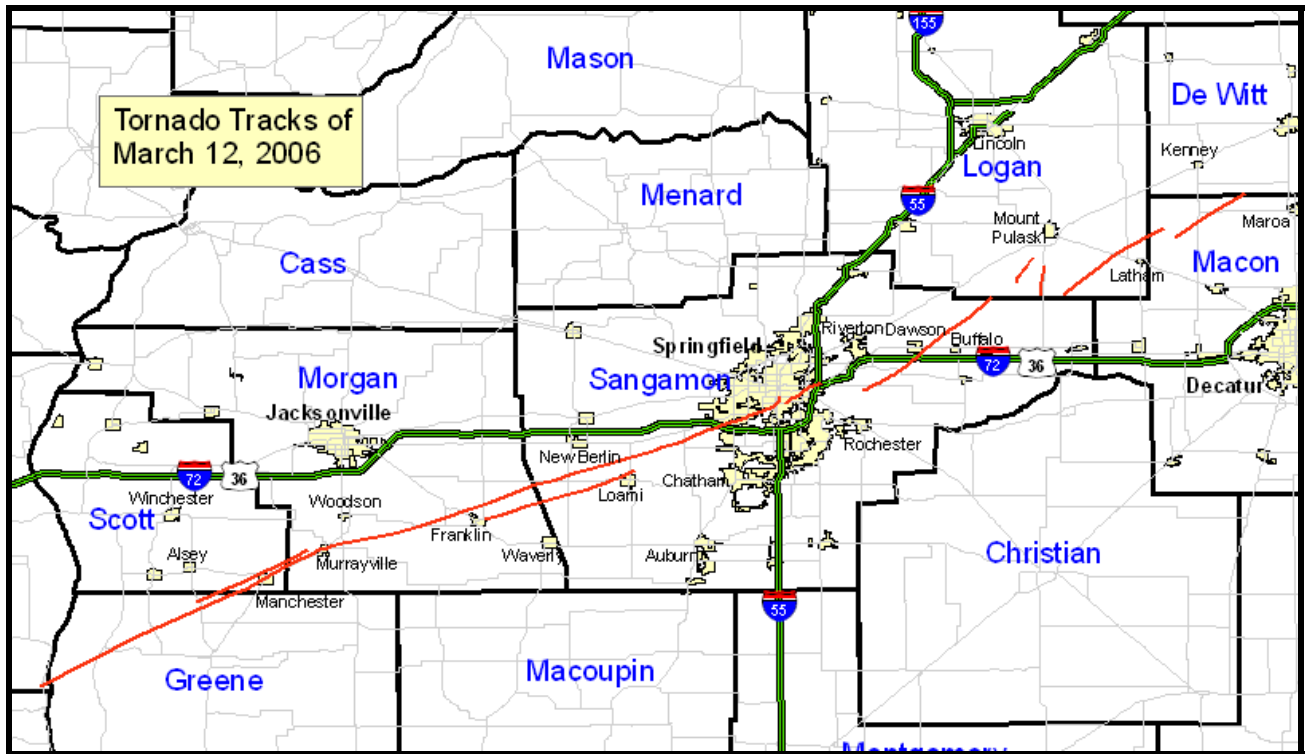 155
Mason
De Witt
Tornado Tracks of
March 12, 2006
Lincoln
Kenney
Logan
Menard
55
Mount
Pulaski
Maroa
Cass
Latham
Macon
Riverton
Dawson
Buffalo
Springfield
72
36
Morgan
Sangamon
Decatur
Jacksonville
Rochester
New Berlin
72
36
Loami
Chatham
Winchester
Woodson
Scott
Franklin
Alsey
Murrayville
Waverly
Auburn
Christian
Manchester
55
Greene
Macoupin
Montgomery